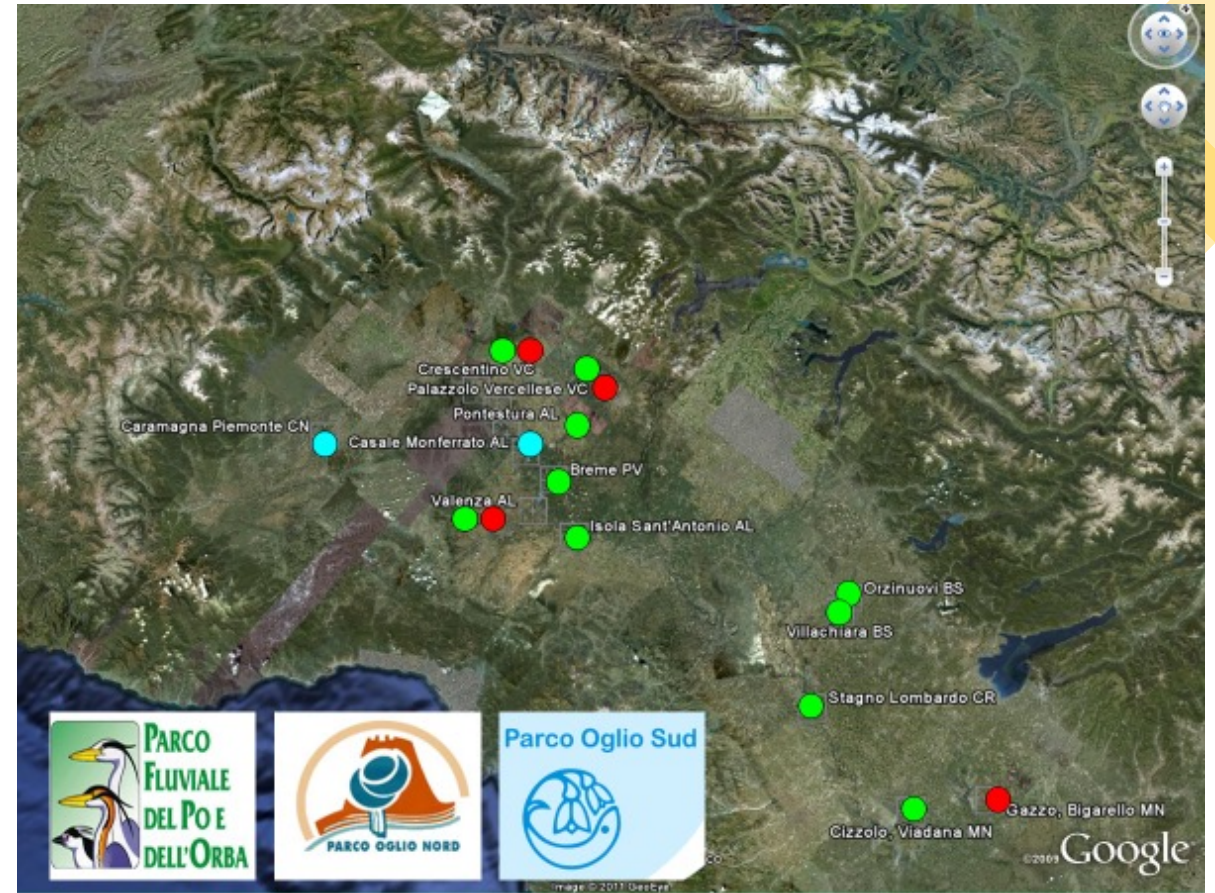 Crescentino VC
Palazzolo Vercellese VC
Pontestura AL
Caramagna Piemonte CN
Casale Monferrato AL
Breme PV
Valenza AL
Isola Sant'Antonio AL
Orzinuovi BS
Villachiara BS
Stagno Lombardo CR
Gazzo, Bigarello MN
Cizzolo, Viadana MN
PARCO
FLUVIALE
DEL PO E
DELL'ORBA
PARCO OGLIO NORD
Parco Oglio Sud
©2009 Google
Image © 2011 GeoEye